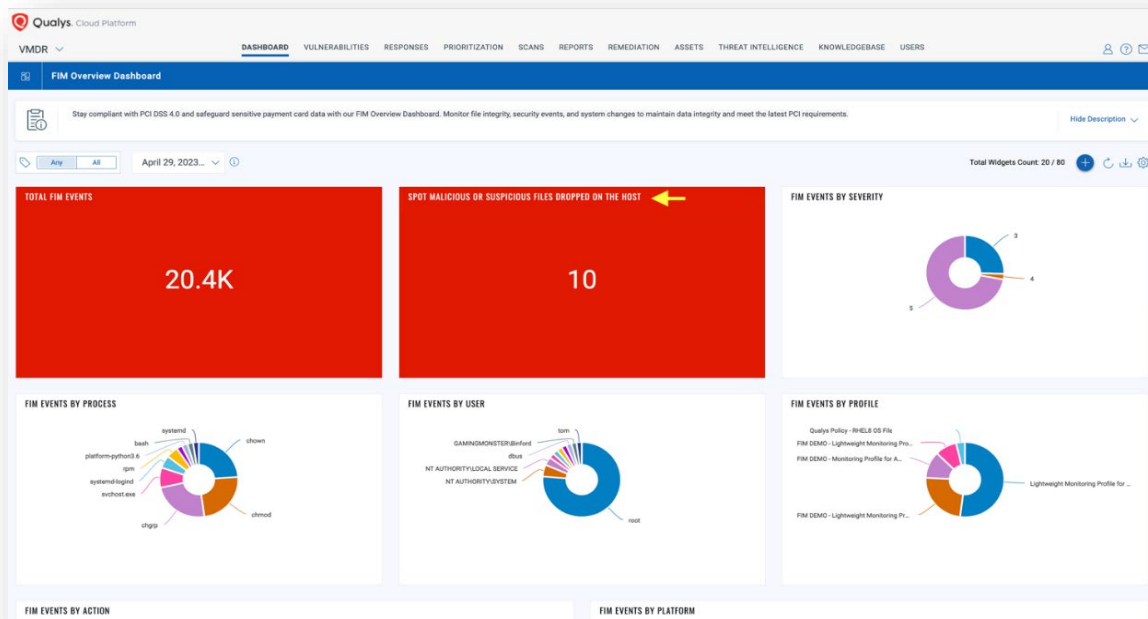 Qualys. Cloud Platform
VMDR
DASHBOARD VULNERABILITIES RESPONSES PRIORITIZATION SCANS REPORTS REMEDIATION ASSETS THREAT INTELLIGENCE KNOWLEDGEBASE USERS
FIM Overview Dashboard
Stay compliant with PCI DSS 4.0 and safeguard sensitive payment card data with our FIM Overview Dashboard. Monitor file integrity, security events, and system changes to maintain data integrity and meet the latest PCI requirements.
Hide Description
Any All April 29, 2023...
Total Widgets Count: 20 / 80
TOTAL FIM EVENTS
20.4K
SPOT MALICIOUS OR SUSPICIOUS FILES DROPPED ON THE HOST
10
FIM EVENTS BY SEVERITY
3
4
5
FIM EVENTS BY PROCESS
systemd
bash
platform-python3.6
rpm
systemd-logind
svchost.exe
chgrp
chown
chmod
FIM EVENTS BY USER
tom
GAMINGMONSTER\Binford
dbus
NT AUTHORITY\LOCAL SERVICE
NT AUTHORITY\SYSTEM
root
FIM EVENTS BY PROFILE
Qualys Policy - RHEL8 OS File
FIM DEMO - Lightweight Monitoring Pro...
FIM DEMO - Monitoring Profile for A...
Lightweight Monitoring Profile for ...
FIM DEMO - Lightweight Monitoring Pr...
FIM EVENTS BY ACTION
FIM EVENTS BY PLATFORM